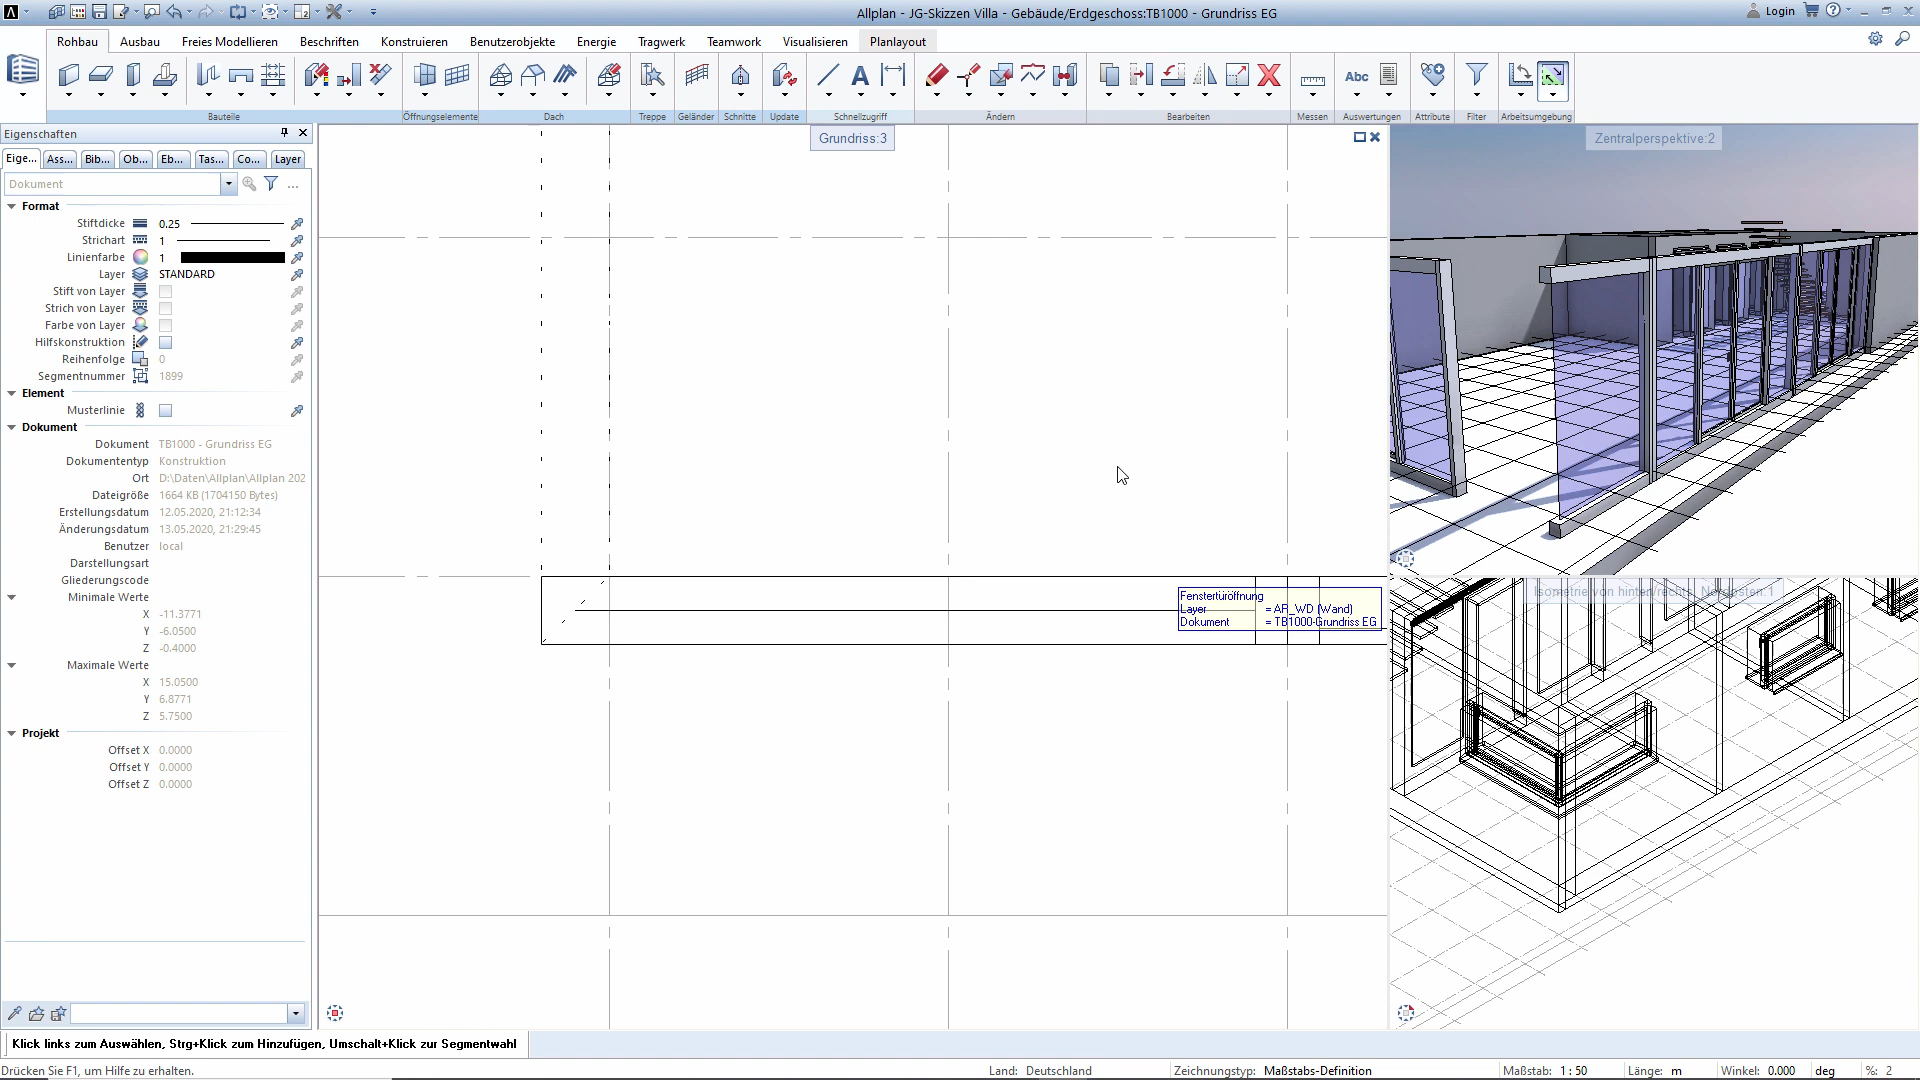 Allplan - JG-Skizzen Villa - Gebäude/Erdgeschoss:TB1000 - Grundriss EG
Login
Rohbau
Ausbau
Freies Modellieren
Beschriften
Konstruieren
Benutzerobjekte
Energie
Tragwerk
Teamwork
Visualisieren
Planlayout
Abc
Bauteile
Öffnungselemente
Dach
Treppe
Geländer
Schnitte
Update
Schnellzugriff
Ändern
Bearbeiten
Messen
Auswertungen
Attribute
Filter
Arbeitsumgebung
Eigenschaften
Eige...
Ass...
Bib...
Ob...
Eb...
Tas...
Co...
Layer
Dokument
Format
Stiftdicke 0.25
Strichart 1
Linienfarbe 1
Layer STANDARD
Stift von Layer
Strich von Layer
Farbe von Layer
Hilfskonstruktion
Reihenfolge 0
Segmentnummer 1899
Element
Musterlinie
Dokument
Dokument TB1000 - Grundriss EG
Dokumententyp Konstruktion
Ort D:\Daten\Allplan\Allplan 202
Dateigröße 1664 KB (1704150 Bytes)
Erstellungsdatum 12.05.2020, 21:12:34
Änderungsdatum 13.05.2020, 21:29:45
Benutzer local
Darstellungsart
Gliederungscode
Minimale Werte
X -11.3771
Y -6.0500
Z -0.4000
Maximale Werte
X 15.0500
Y 6.8771
Z 5.7500
Projekt
Offset X 0.0000
Offset Y 0.0000
Offset Z 0.0000
Grundriss:3
Fenstertüröffnung
Layer = AR_WD (Wand)
Dokument = TB1000-Grundriss EG
Zentralperspektive:2
Isometrie von hinten/rechts, Nordosten:1
Klick links zum Auswählen, Strg+Klick zum Hinzufügen, Umschalt+Klick zur Segmentwahl
Drücken Sie F1, um Hilfe zu erhalten.
Land: Deutschland
Zeichnungstyp: Maßstabs-Definition
Maßstab: 1 : 50
Länge: m
Winkel: 0.000
deg
%: 2